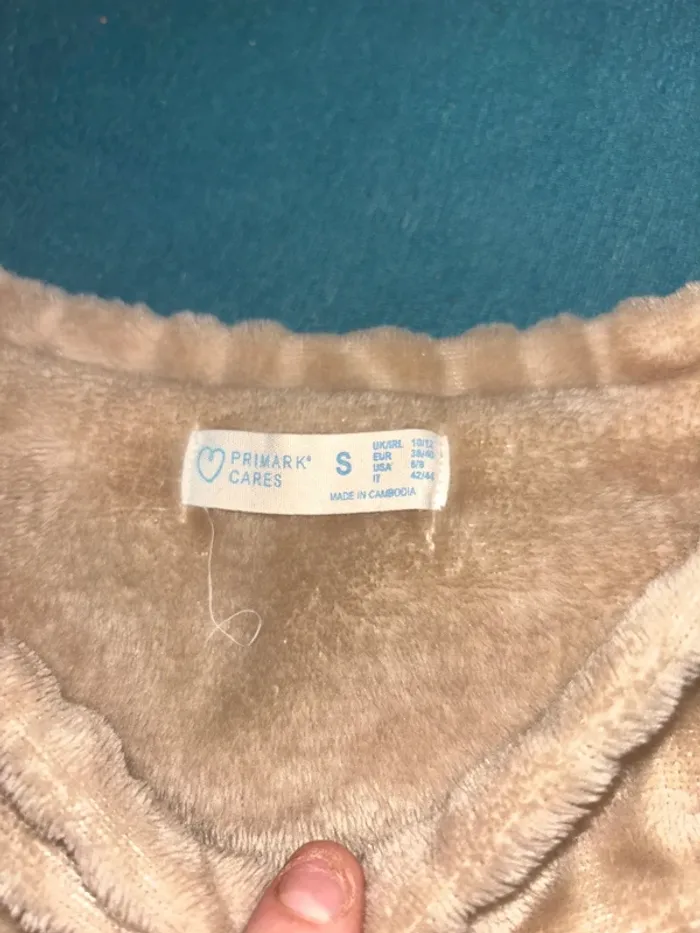 PRIMARK®
CARES
S
UK/IRL 10/12
EUR 38/40
USA 6/8
IT 42/44
MADE IN CAMBODIA